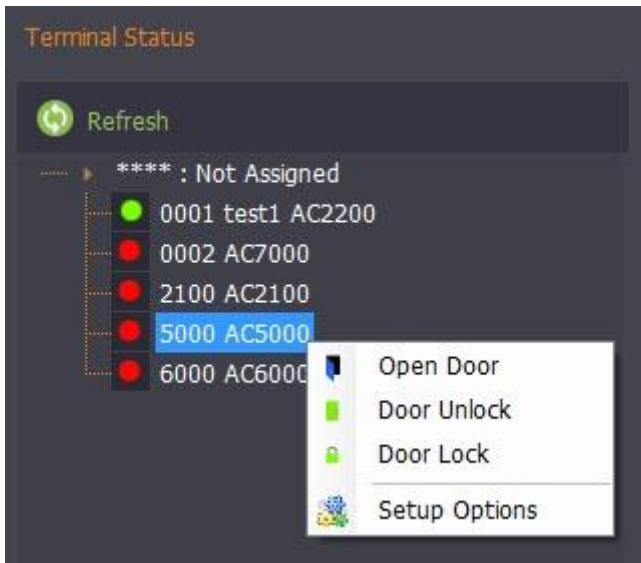 Terminal Status
Refresh
**** : Not Assigned
0001 test1 AC2200
0002 AC7000
2100 AC2100
5000 AC5000
6000 AC6000
Open Door
Door Unlock
Door Lock
Setup Options